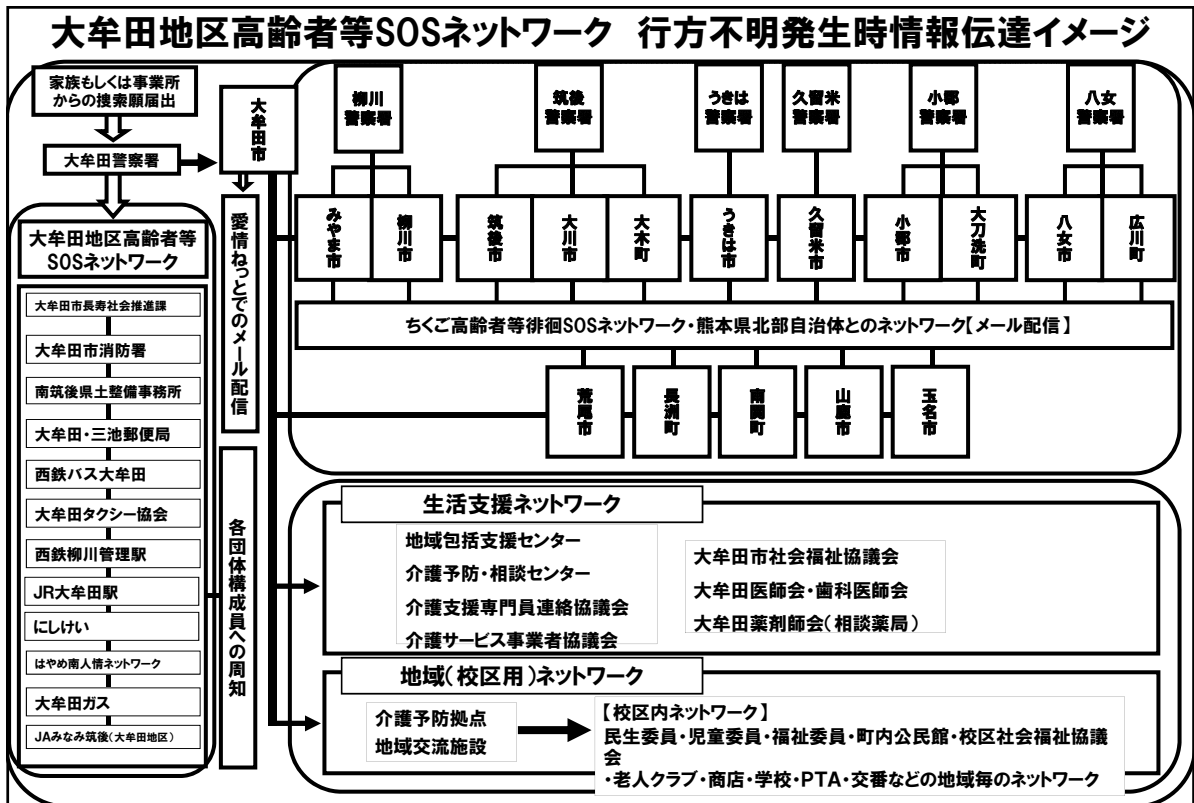 大牟田地区高齢者等SOSネットワーク 行方不明発生時情報伝達イメージ
家族もしくは事業所
からの捜索願届出
大牟田警察署
大牟田市
愛情ねっとでのメール配信
各団体構成員への周知
大牟田地区高齢者等
SOSネットワーク
大牟田市長寿社会推進課
大牟田市消防署
南筑後県土整備事務所
大牟田・三池郵便局
西鉄バス大牟田
大牟田タクシー協会
西鉄柳川管理駅
JR大牟田駅
にしけい
はやめ南人情ネットワーク
大牟田ガス
JAみなみ筑後(大牟田地区)
柳川
警察署
筑後
警察署
うきは
警察署
久留米
警察署
小郡
警察署
八女
警察署
みやま市
柳川市
筑後市
大川市
大木町
うきは市
久留米市
小郡市
大刀洗町
八女市
広川町
ちくご高齢者等徘徊SOSネットワーク・熊本県北部自治体とのネットワーク【メール配信】
荒尾市
長洲町
南関町
山鹿市
玉名市
生活支援ネットワーク
地域包括支援センター
介護予防・相談センター
介護支援専門員連絡協議会
介護サービス事業者協議会
大牟田市社会福祉協議会
大牟田医師会・歯科医師会
大牟田薬剤師会(相談薬局)
地域(校区用)ネットワーク
介護予防拠点
地域交流施設
【校区内ネットワーク】
民生委員・児童委員・福祉委員・町内公民館・校区社会福祉協議
会
・老人クラブ・商店・学校・PTA・交番などの地域毎のネットワーク